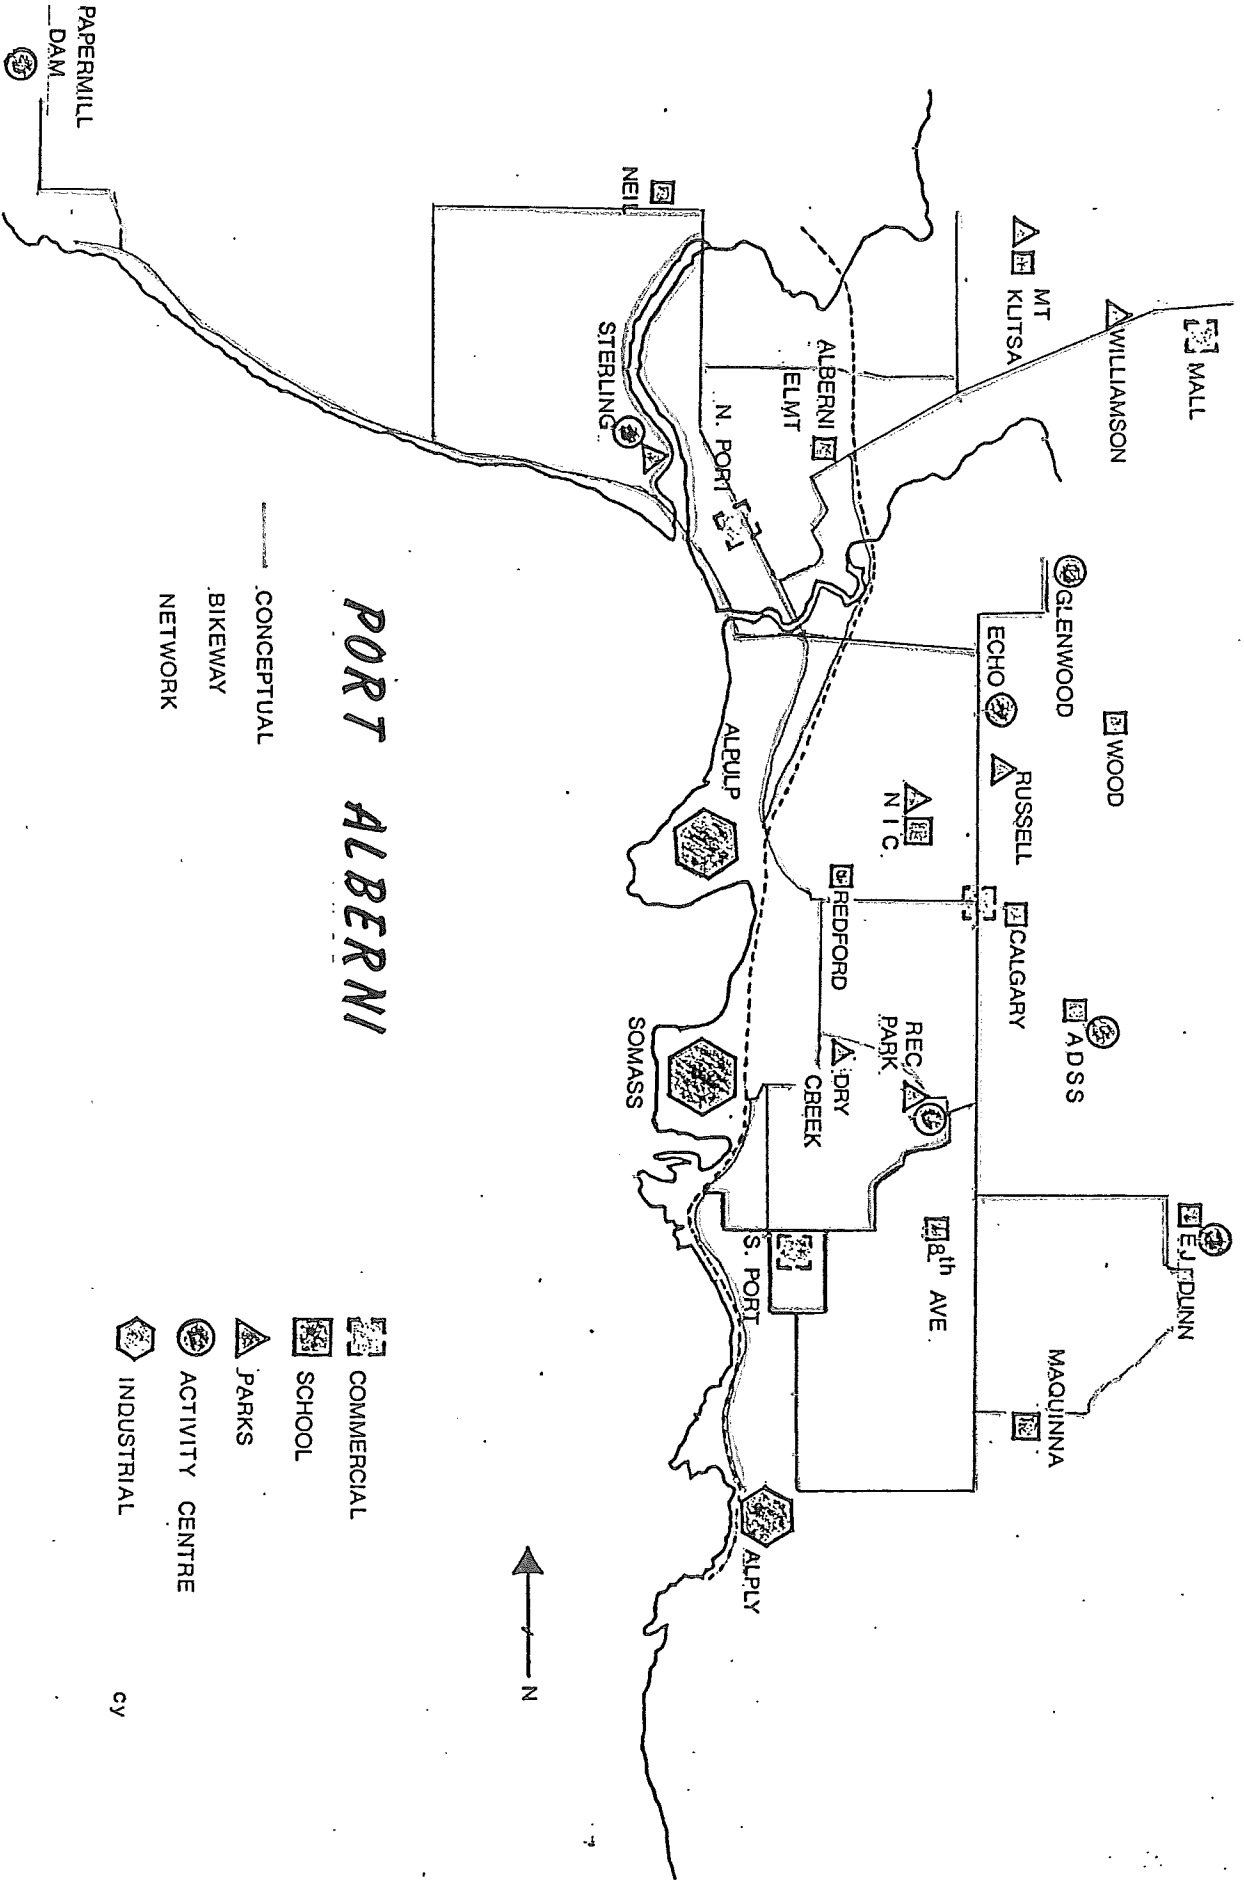 PAPERMILL
DAM
NEIL
STERLING
N. PORT
ALBERNI
ELMT
MT
KLITSA
WILLIAMSON
MALL
GLENWOOD
ECHO
WOOD
RUSSELL
N I C
ALPULP
REDFORD
CALGARY
ADSS
REC
PARK
DRY
CREEK
SOMASS
S. PORT
8th AVE
E.J. DUNN
MAQUINNA
ALPLY
PORT ALBERNI
CONCEPTUAL
BIKEWAY
NETWORK
COMMERCIAL
SCHOOL
PARKS
ACTIVITY CENTRE
INDUSTRIAL
N
cy